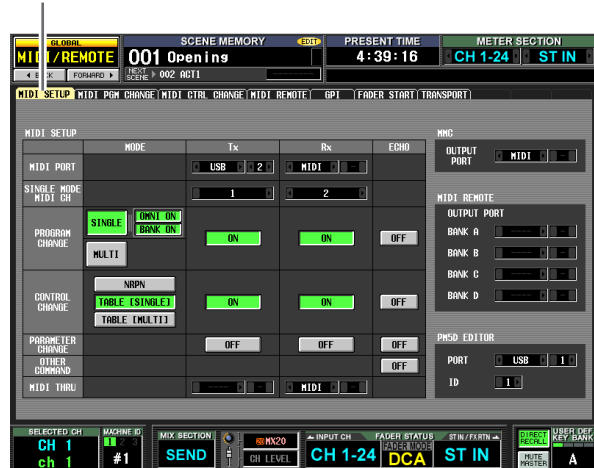 GLOBAL SCENE MEMORY EDIT PRESENT TIME METER SECTION
MIDI/REMOTE 001 Opening 4:39:16 CH 1-24 ST IN
BACK FORWARD NEXT SCENE 002 ACT1
MIDI SETUP MIDI PGM CHANGE MIDI CTRL CHANGE MIDI REMOTE GPI FADER START TRANSPORT
MIDI SETUP
MODE Tx Rx ECHO
MIDI PORT USB 2 MIDI -
SINGLE MODE MIDI CH 1 2
PROGRAM CHANGE SINGLE OMNI ON BANK ON MULTI ON ON OFF
CONTROL CHANGE NRPN TABLE [SINGLE] TABLE [MULTI] ON ON OFF
PARAMETER CHANGE OFF OFF OFF
OTHER COMMAND OFF
MIDI THRU ---- - MIDI -
MMC
OUTPUT PORT MIDI -
MIDI REMOTE
OUTPUT PORT
BANK A ---- -
BANK B ---- -
BANK C ---- -
BANK D ---- -
PM5D EDITOR
PORT USB 1
ID 1
SELECTED CH MACHINE ID MIX SECTION INPUT CH FADER STATUS ST IN/FXRTN DIRECT RECALL USER DEF KEY BANK
CH 1 1 2 3 MIX20 FADER MODE
ch 1 #1 SEND CH LEVEL CH 1-24 DCA ST IN MUTE MASTER A